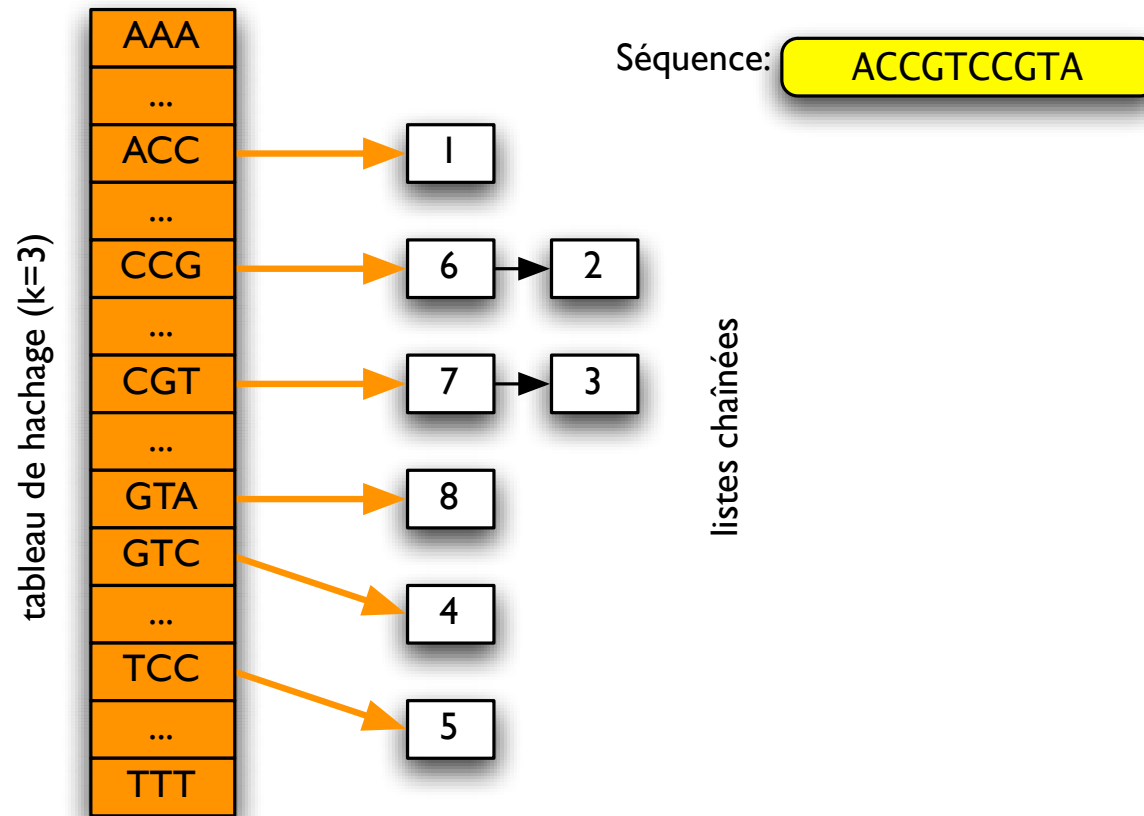 Séquence: ACCGTCCGTA
tableau de hachage (k=3)
AAA
...
ACC
1
...
CCG
6
2
...
CGT
7
3
...
GTA
8
GTC
4
...
TCC
5
...
TTT
listes chaînées